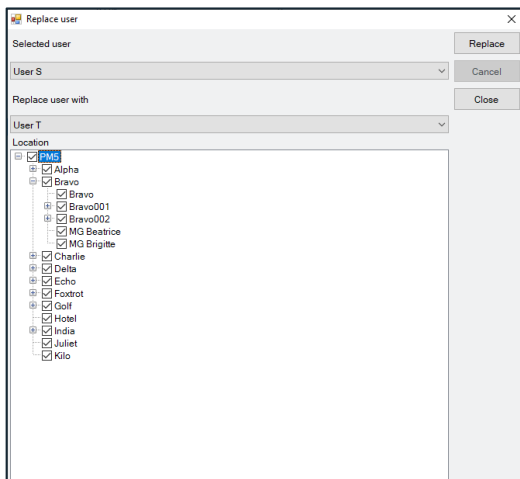 Replace user
Selected user
Replace
User S
Cancel
Replace user with
Close
User T
Location
PM5
Alpha
Bravo
Bravo
Bravo001
Bravo002
MG Beatrice
MG Brigitte
Charlie
Delta
Echo
Foxtrot
Golf
Hotel
India
Juliet
Kilo